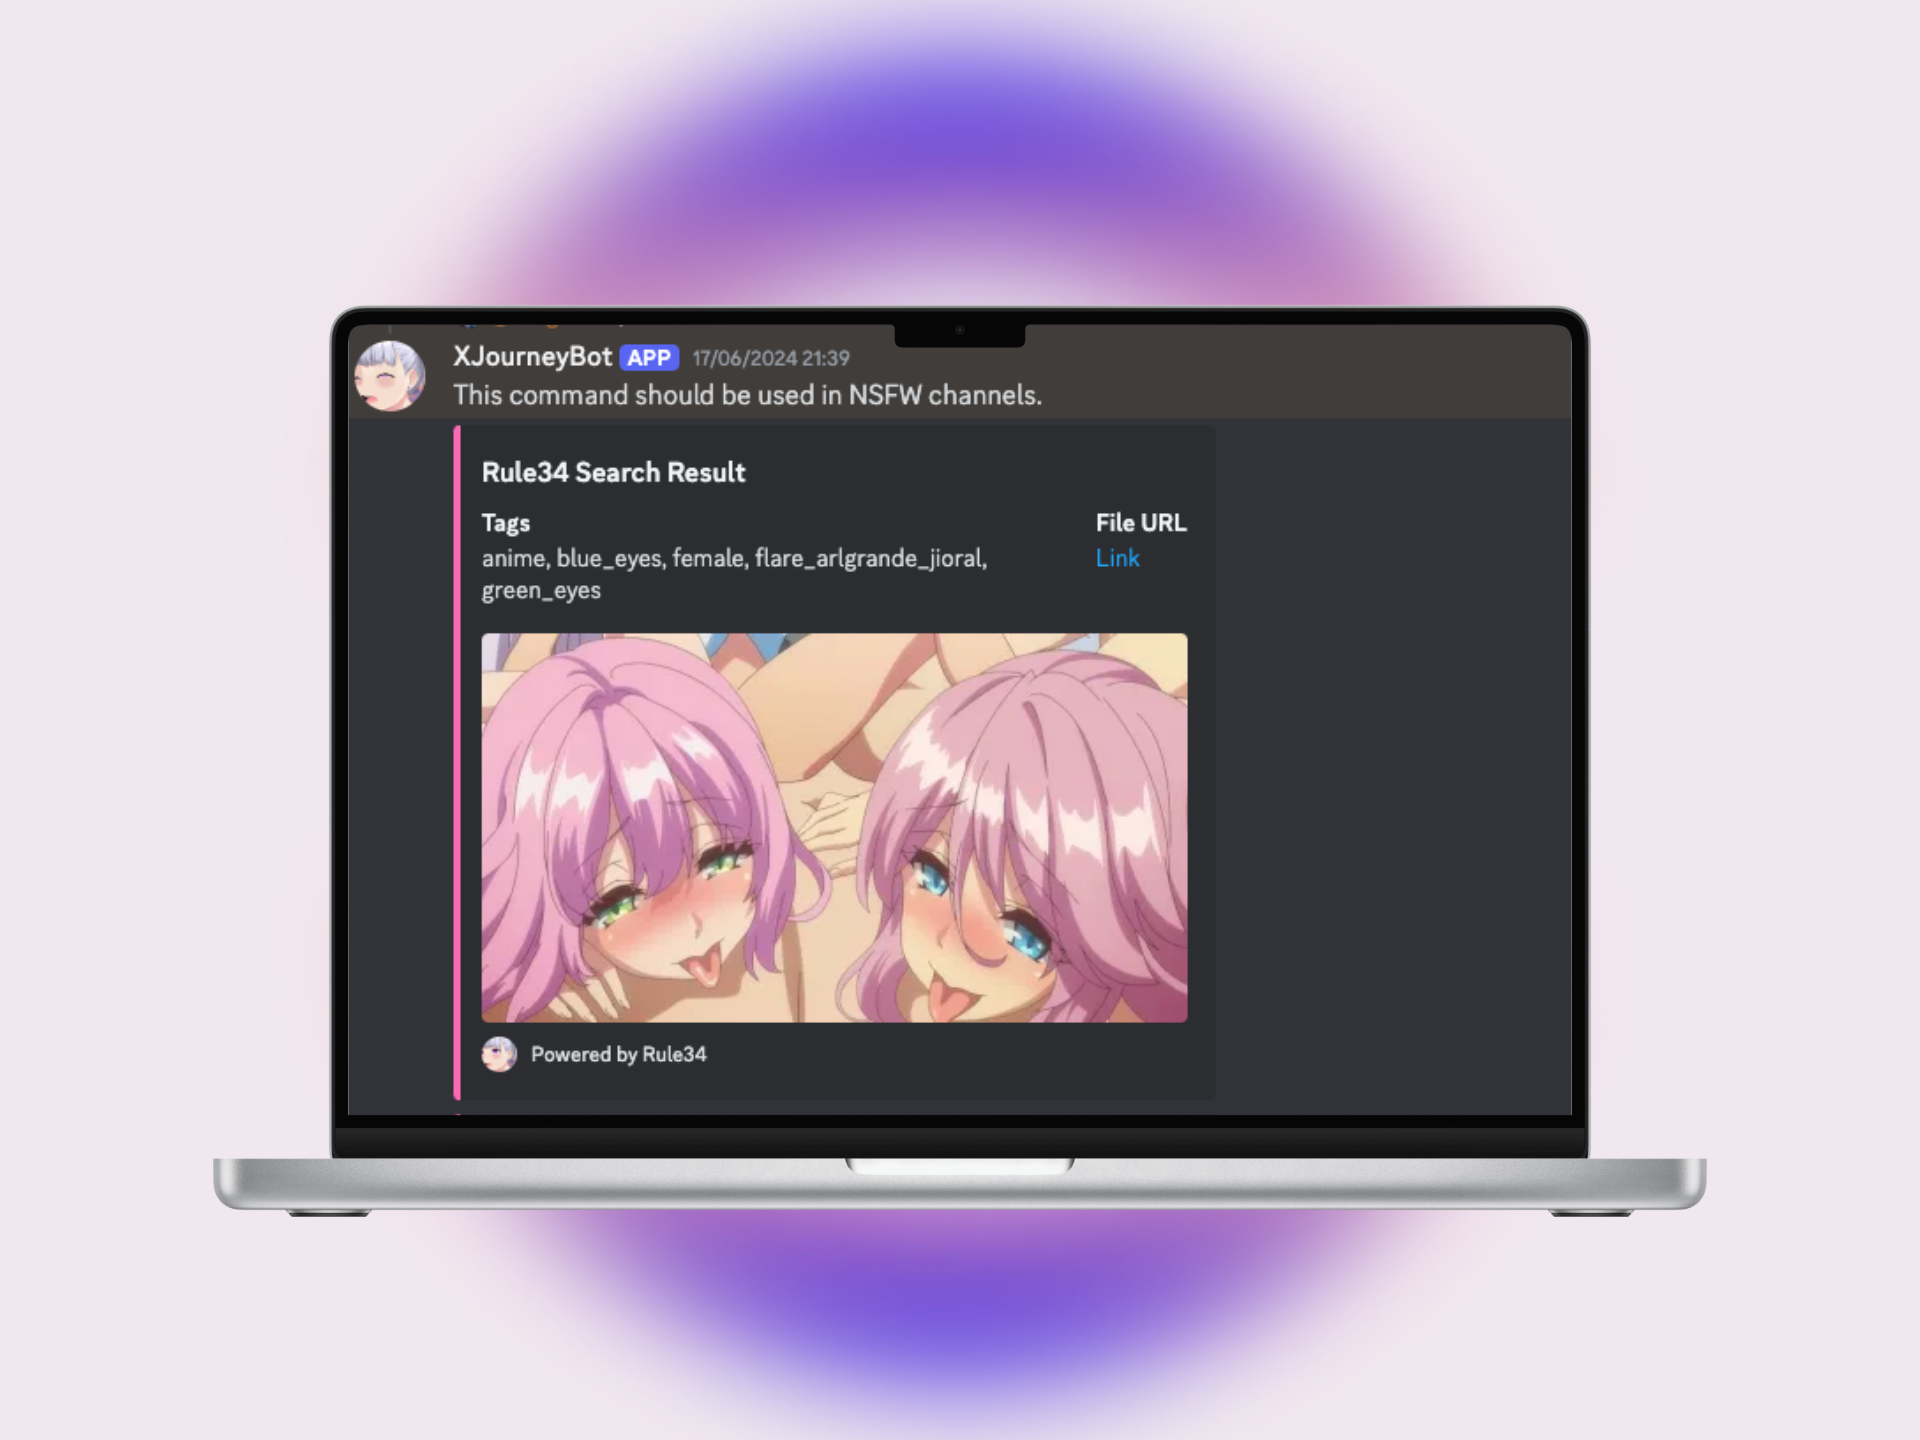 XJourneyBot APP 17/06/2024 21:39
This command should be used in NSFW channels.
Rule34 Search Result
Tags
anime, blue_eyes, female, flare_arlgrande_jioral,
green_eyes
File URL
Link
Powered by Rule34